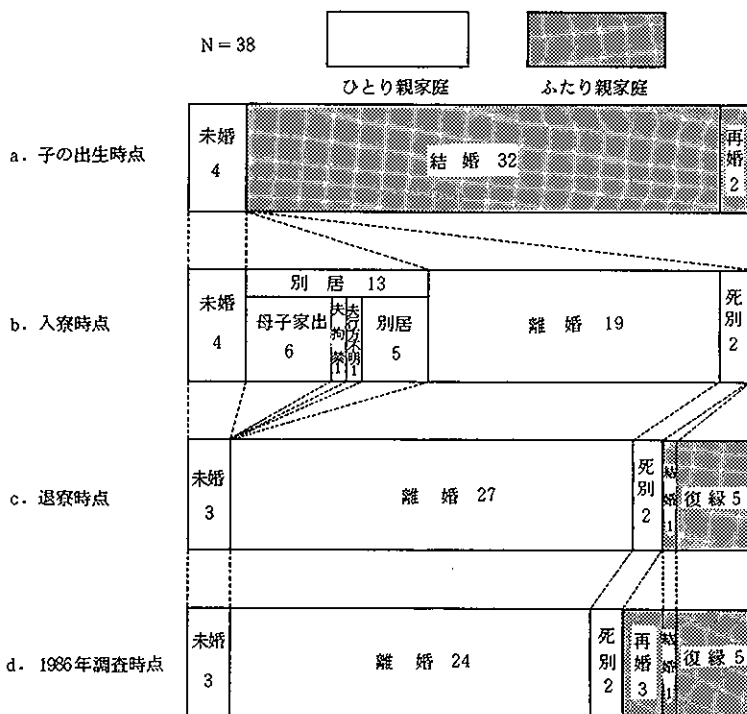 N＝38
ひとり親家庭
ふたり親家庭
a．子の出生時点
未婚
4
結婚 32
再婚
2
b．入寮時点
未婚
4
別居 13
母子家出
6
夫拘禁1
夫行方不明1
別居
5
離婚 19
死別
2
c．退寮時点
未婚
3
離婚 27
死別
2
結婚1
復縁5
d．1986年調査時点
未婚
3
離婚 24
死別
2
再婚
3
結婚1
復縁5